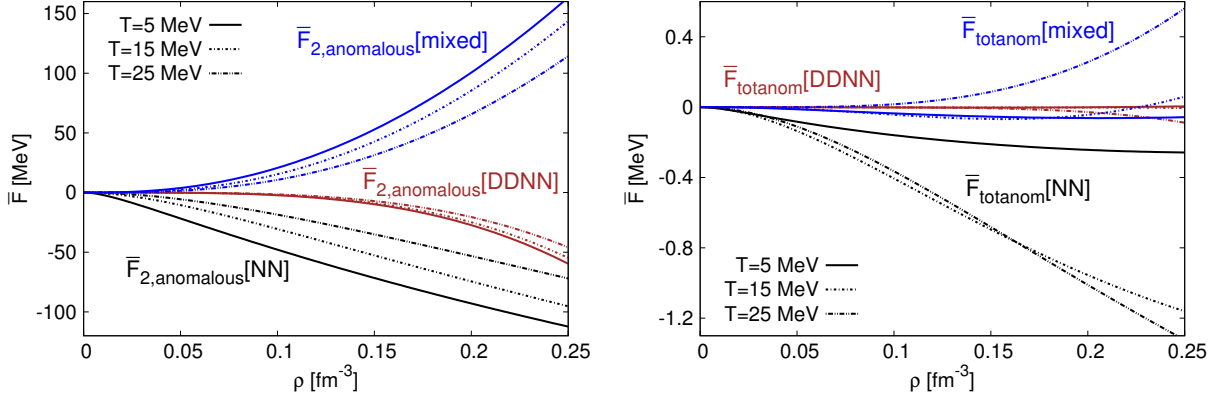 150
100
50
0
-50
-100
F̅ [MeV]
T=5 MeV
T=15 MeV
T=25 MeV
F̅2,anomalous[mixed]
F̅2,anomalous[DDNN]
F̅2,anomalous[NN]
0 0.05 0.1 0.15 0.2 0.25
ρ [fm-3]
0.6
0
-0.4
-0.8
-1.2
F̅ [MeV]
F̅totanom[mixed]
F̅totanom[DDNN]
F̅totanom[NN]
T=5 MeV
T=15 MeV
T=25 MeV
0 0.05 0.1 0.15 0.2 0.25
ρ [fm-3]